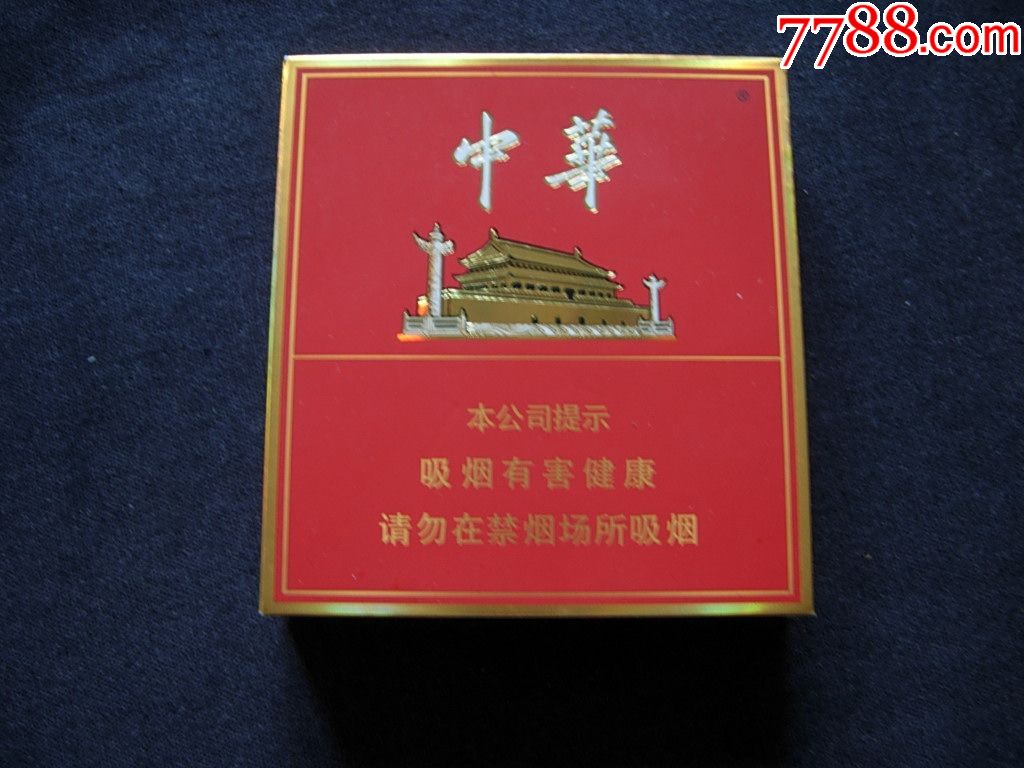 7788.com
中華
®
本公司提示
吸烟有害健康
请勿在禁烟场所吸烟